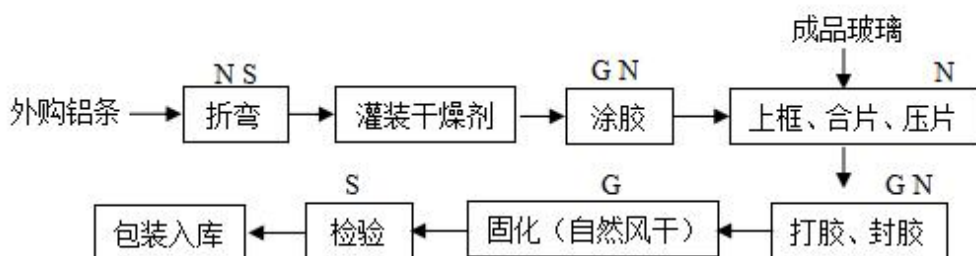 成品玻璃
N S
G N
N
外购铝条
折弯
灌装干燥剂
涂胶
上框、合片、压片
S
G
G N
包装入库
检验
固化（自然风干）
打胶、封胶